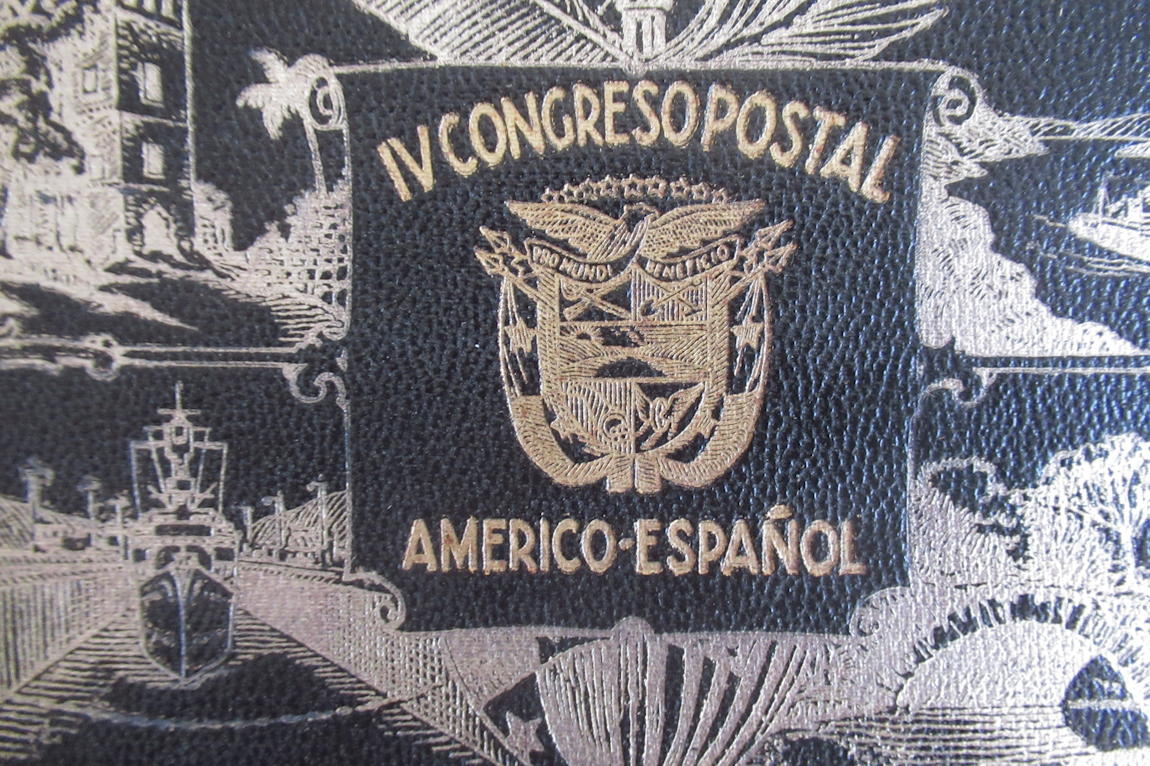 IV CONGRESO POSTAL
PRO MUNDI BENEFICIO
AMERICO-ESPAÑOL